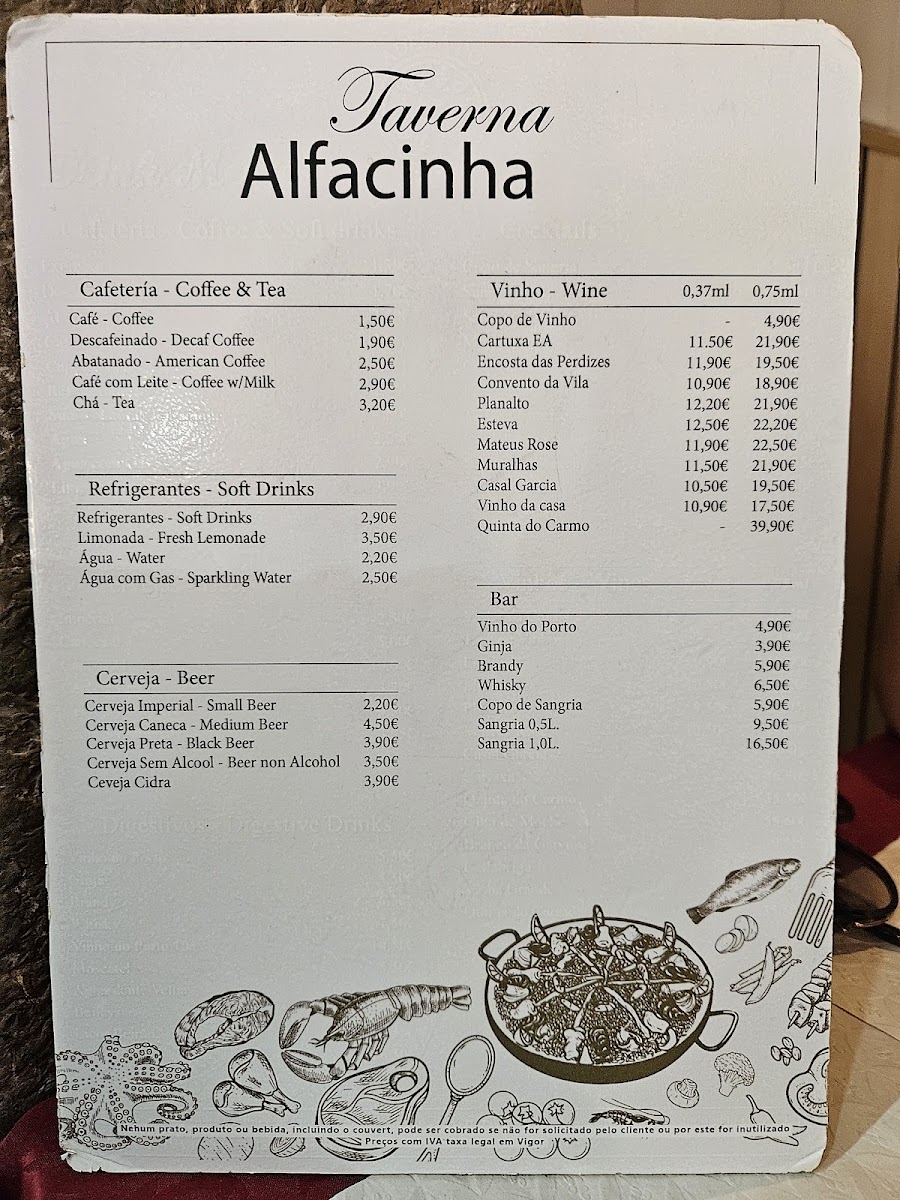 Taverna
Alfacinha
Cafetería - Coffee & Tea
Café - Coffee 1,50€
Descafeinado - Decaf Coffee 1,90€
Abatanado - American Coffee 2,50€
Café com Leite - Coffee w/Milk 2,90€
Chá - Tea 3,20€
Refrigerantes - Soft Drinks
Refrigerantes - Soft Drinks 2,90€
Limonada - Fresh Lemonade 3,50€
Água - Water 2,20€
Água com Gas - Sparkling Water 2,50€
Cerveja - Beer
Cerveja Imperial - Small Beer 2,20€
Cerveja Caneca - Medium Beer 4,50€
Cerveja Preta - Black Beer 3,90€
Cerveja Sem Alcool - Beer non Alcohol 3,50€
Ceveja Cidra 3,90€
Vinho - Wine 0,37ml 0,75ml
Copo de Vinho - 4,90€
Cartuxa EA 11.50€ 21,90€
Encosta das Perdizes 11,90€ 19,50€
Convento da Vila 10,90€ 18,90€
Planalto 12,20€ 21,90€
Esteva 12,50€ 22,20€
Mateus Rose 11,90€ 22,50€
Muralhas 11,50€ 21,90€
Casal Garcia 10,50€ 19,50€
Vinho da casa 10,90€ 17,50€
Quinta do Carmo - 39,90€
Bar
Vinho do Porto 4,90€
Ginja 3,90€
Brandy 5,90€
Whisky 6,50€
Copo de Sangria 5,90€
Sangria 0,5L. 9,50€
Sangria 1,0L. 16,50€
Nehum prato, produto ou bebida, incluindo o couvert, pode ser cobrado se não for solicitado pelo cliente ou por este for inutilizado
Preços com IVA taxa legal em Vigor